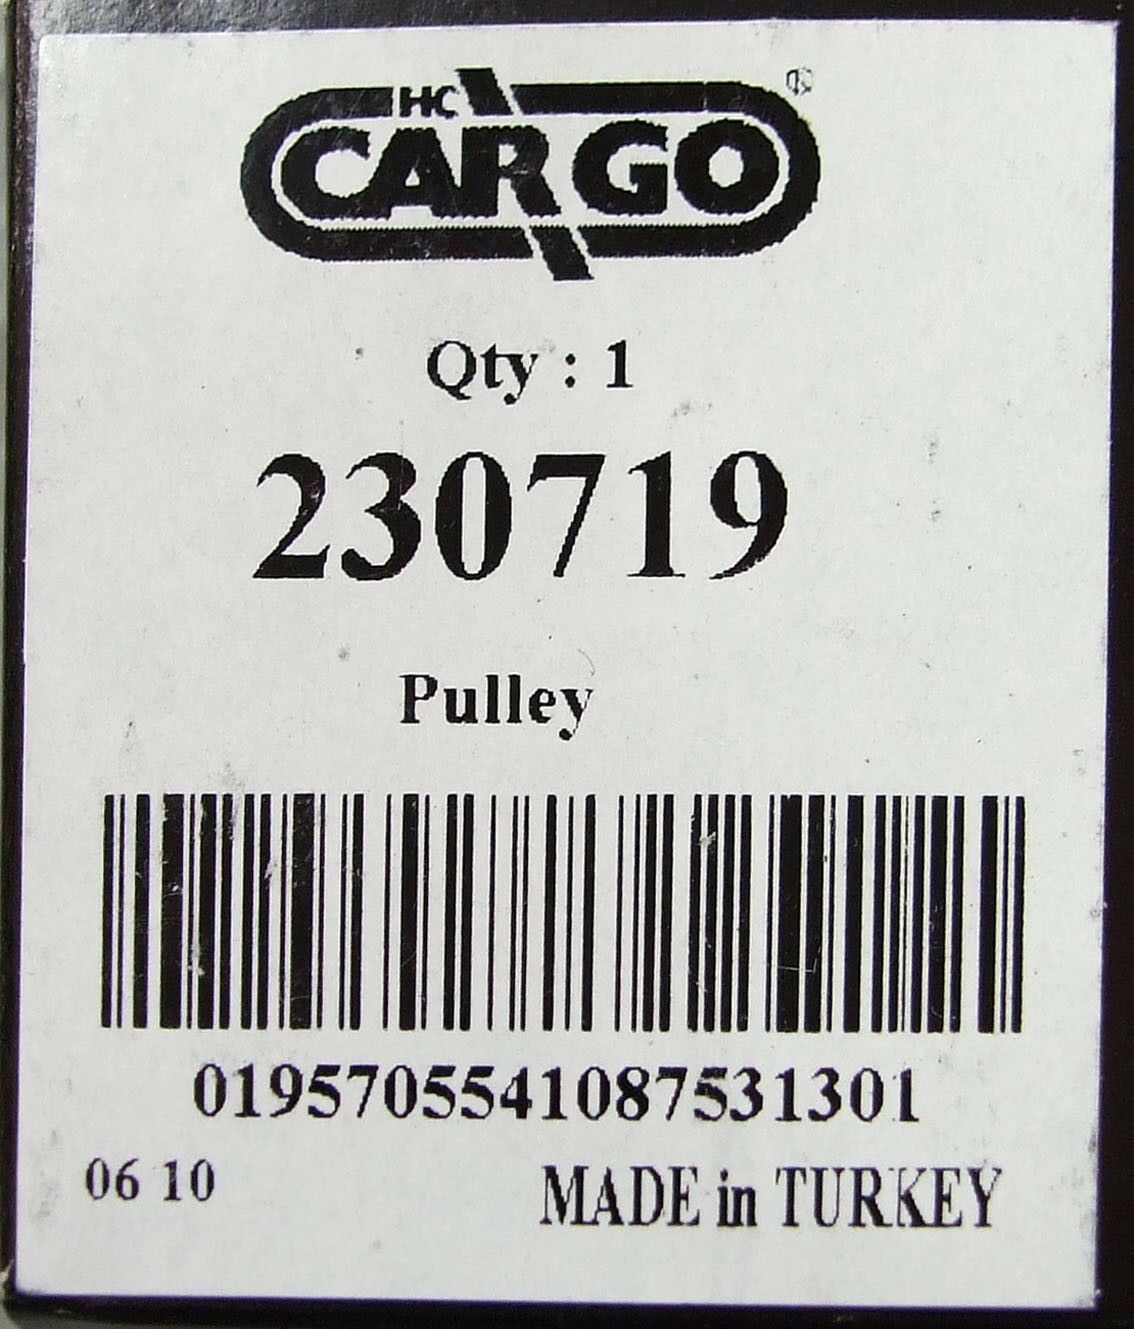 HC
CARGO ®
Qty : 1
230719
Pulley
0195705541087531301
06 10
MADE in TURKEY